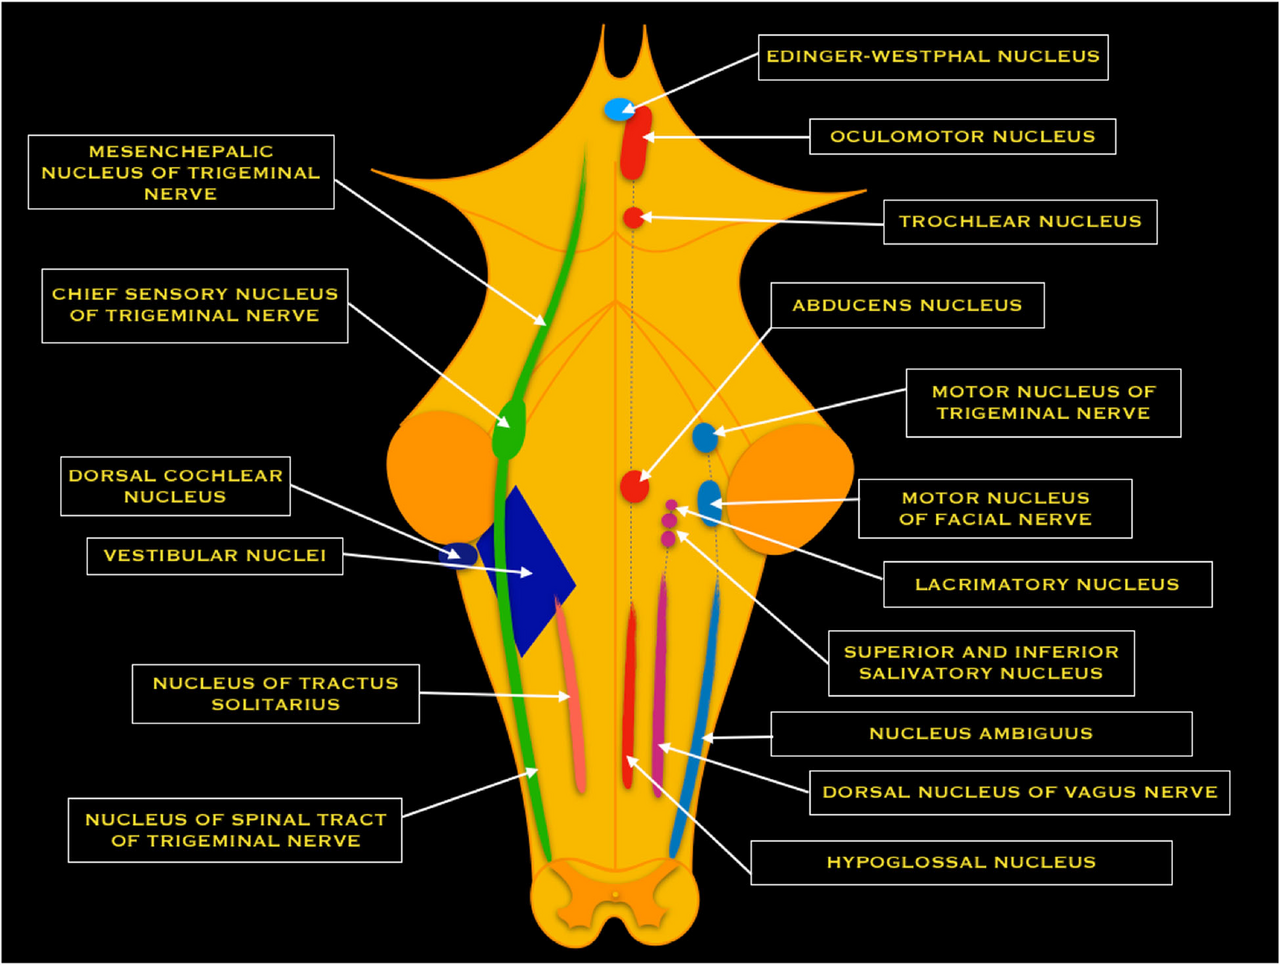 EDINGER-WESTPHAL NUCLEUS
OCULOMOTOR NUCLEUS
MESENCHEPALIC
NUCLEUS OF TRIGEMINAL
NERVE
TROCHLEAR NUCLEUS
CHIEF SENSORY NUCLEUS
OF TRIGEMINAL NERVE
ABDUCENS NUCLEUS
MOTOR NUCLEUS OF
TRIGEMINAL NERVE
DORSAL COCHLEAR
NUCLEUS
MOTOR NUCLEUS
OF FACIAL NERVE
VESTIBULAR NUCLEI
LACRIMATORY NUCLEUS
SUPERIOR AND INFERIOR
SALIVATORY NUCLEUS
NUCLEUS OF TRACTUS
SOLITARIUS
NUCLEUS AMBIGUUS
DORSAL NUCLEUS OF VAGUS NERVE
NUCLEUS OF SPINAL TRACT
OF TRIGEMINAL NERVE
HYPOGLOSSAL NUCLEUS